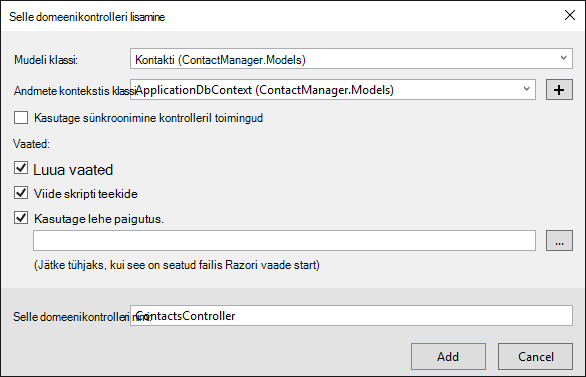 Selle domeenikontrolleri lisamine
Mudeli klassi: Kontakti (ContactManager.Models)
Andmete kontekstis klassi: ApplicationDbContext (ContactManager.Models)
Kasutage sünkroonimine kontrolleril toimingud
Vaated:
Luua vaated
Viide skripti teekide
Kasutage lehe paigutus.
...
(Jätke tühjaks, kui see on seatud failis Razori vaade start)
Selle domeenikontrolleri nimi: ContactsController
Add Cancel